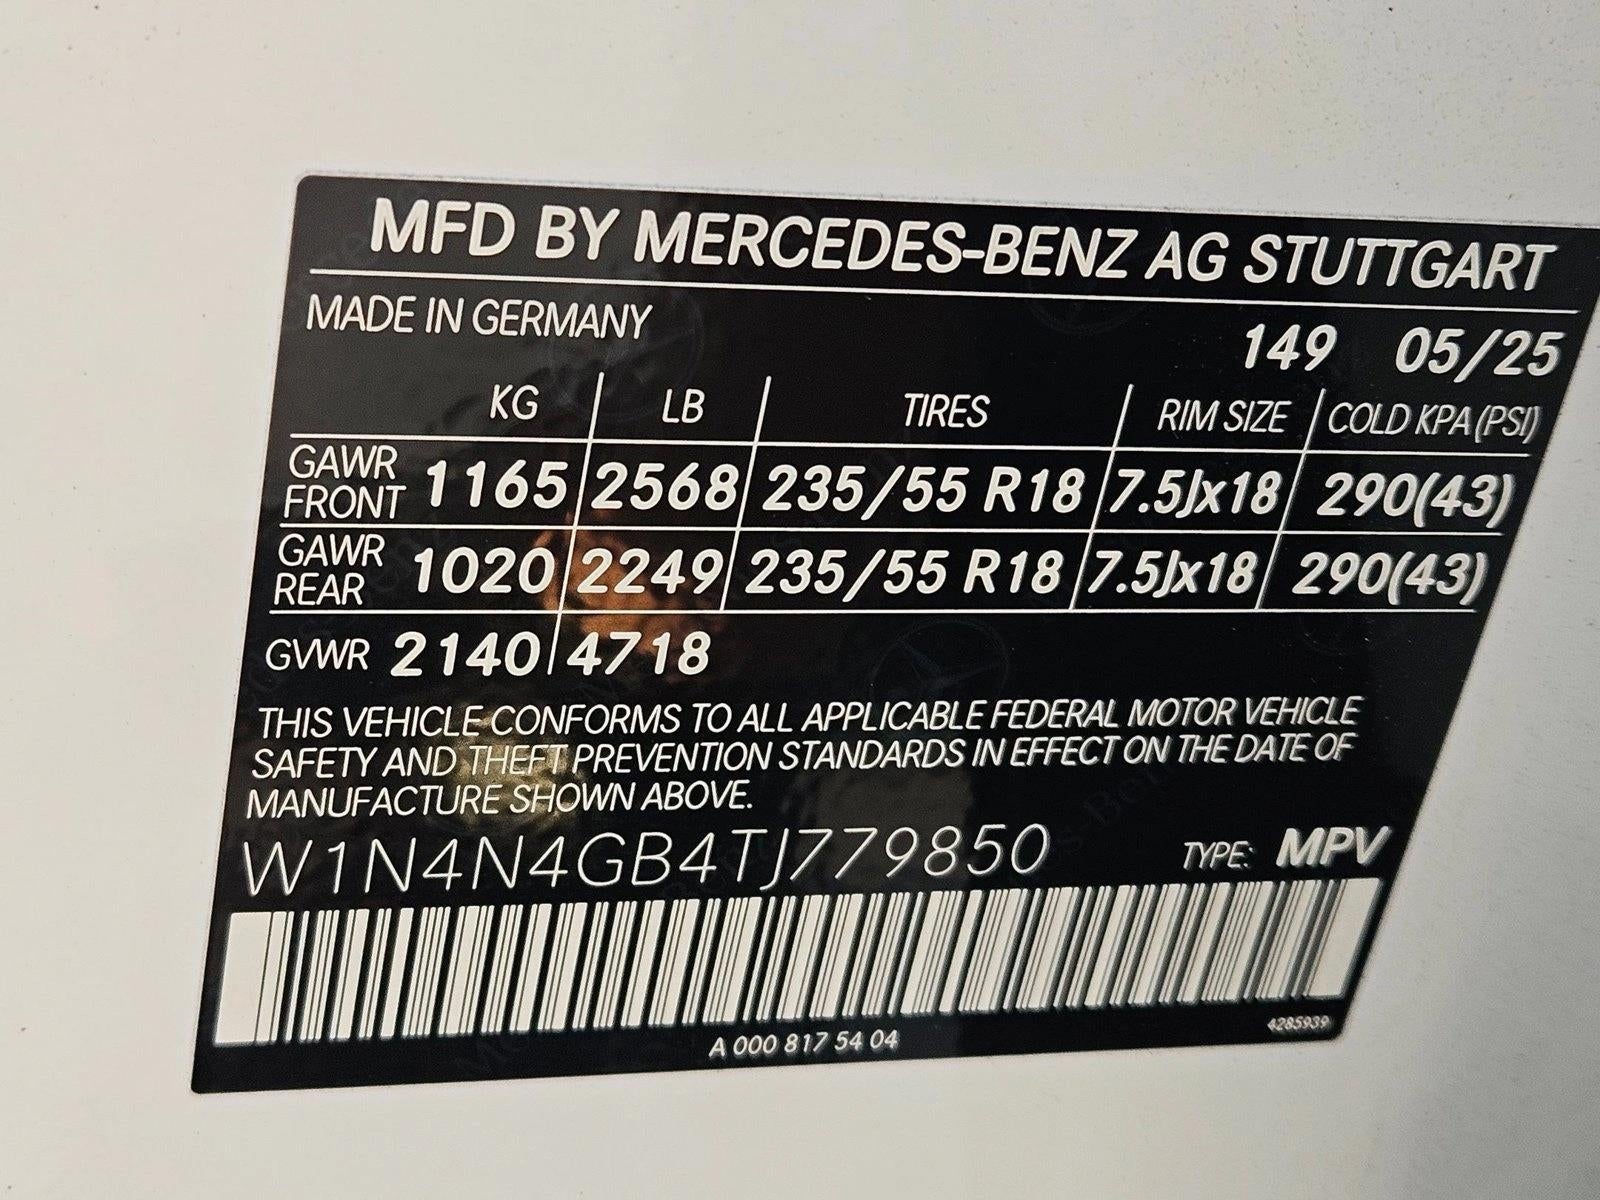 MFD BY MERCEDES-BENZ AG STUTTGART
MADE IN GERMANY
149 05/25
KG LB TIRES RIM SIZE COLD KPA (PSI)
GAWR FRONT 1165 2568 235/55 R18 7.5Jx18 290(43)
GAWR REAR 1020 2249 235/55 R18 7.5Jx18 290(43)
GVWR 2140 4718
THIS VEHICLE CONFORMS TO ALL APPLICABLE FEDERAL MOTOR VEHICLE
SAFETY AND THEFT PREVENTION STANDARDS IN EFFECT ON THE DATE OF
MANUFACTURE SHOWN ABOVE.
W1N4N4GB4TJ779850 TYPE: MPV
A 000 817 54 04
4285939